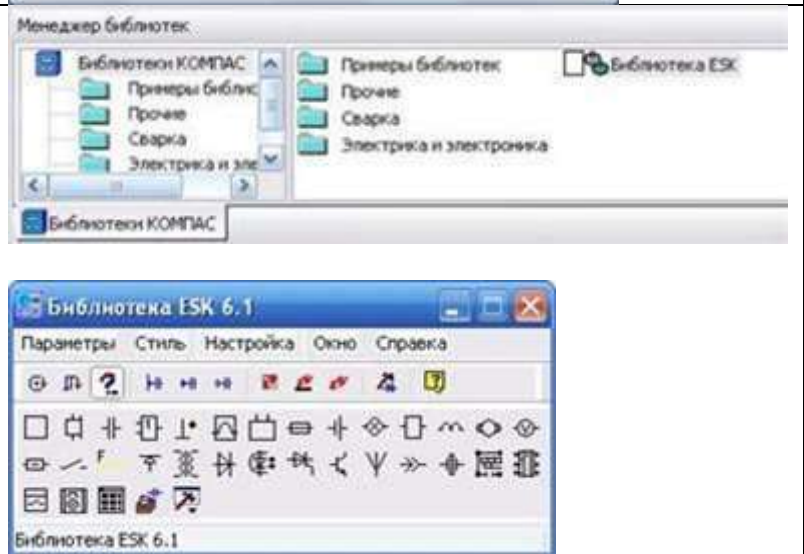 Менеджер библиотек
Библиотеки КОМПАС
Примеры библис
Прочие
Сварка
Электрика и эле
Примеры библиотек
Прочие
Сварка
Электрика и электроника
Библиотека ESK
Библиотеки КОМПАС
Библиотека ESK 6.1
Параметры Стиль Настройка Окно Справка
Библиотека ESK 6.1